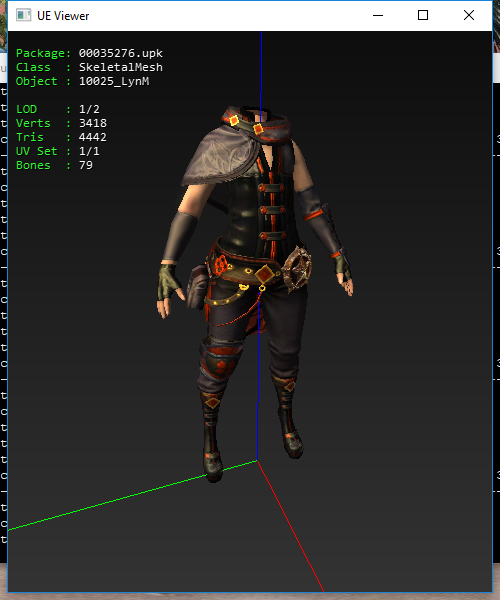 UE Viewer
Package: 00035276.upk
Class  : SkeletalMesh
Object : 10025_LynM
LOD    : 1/2
Verts  : 3418
Tris   : 4442
UV Set : 1/1
Bones  : 79